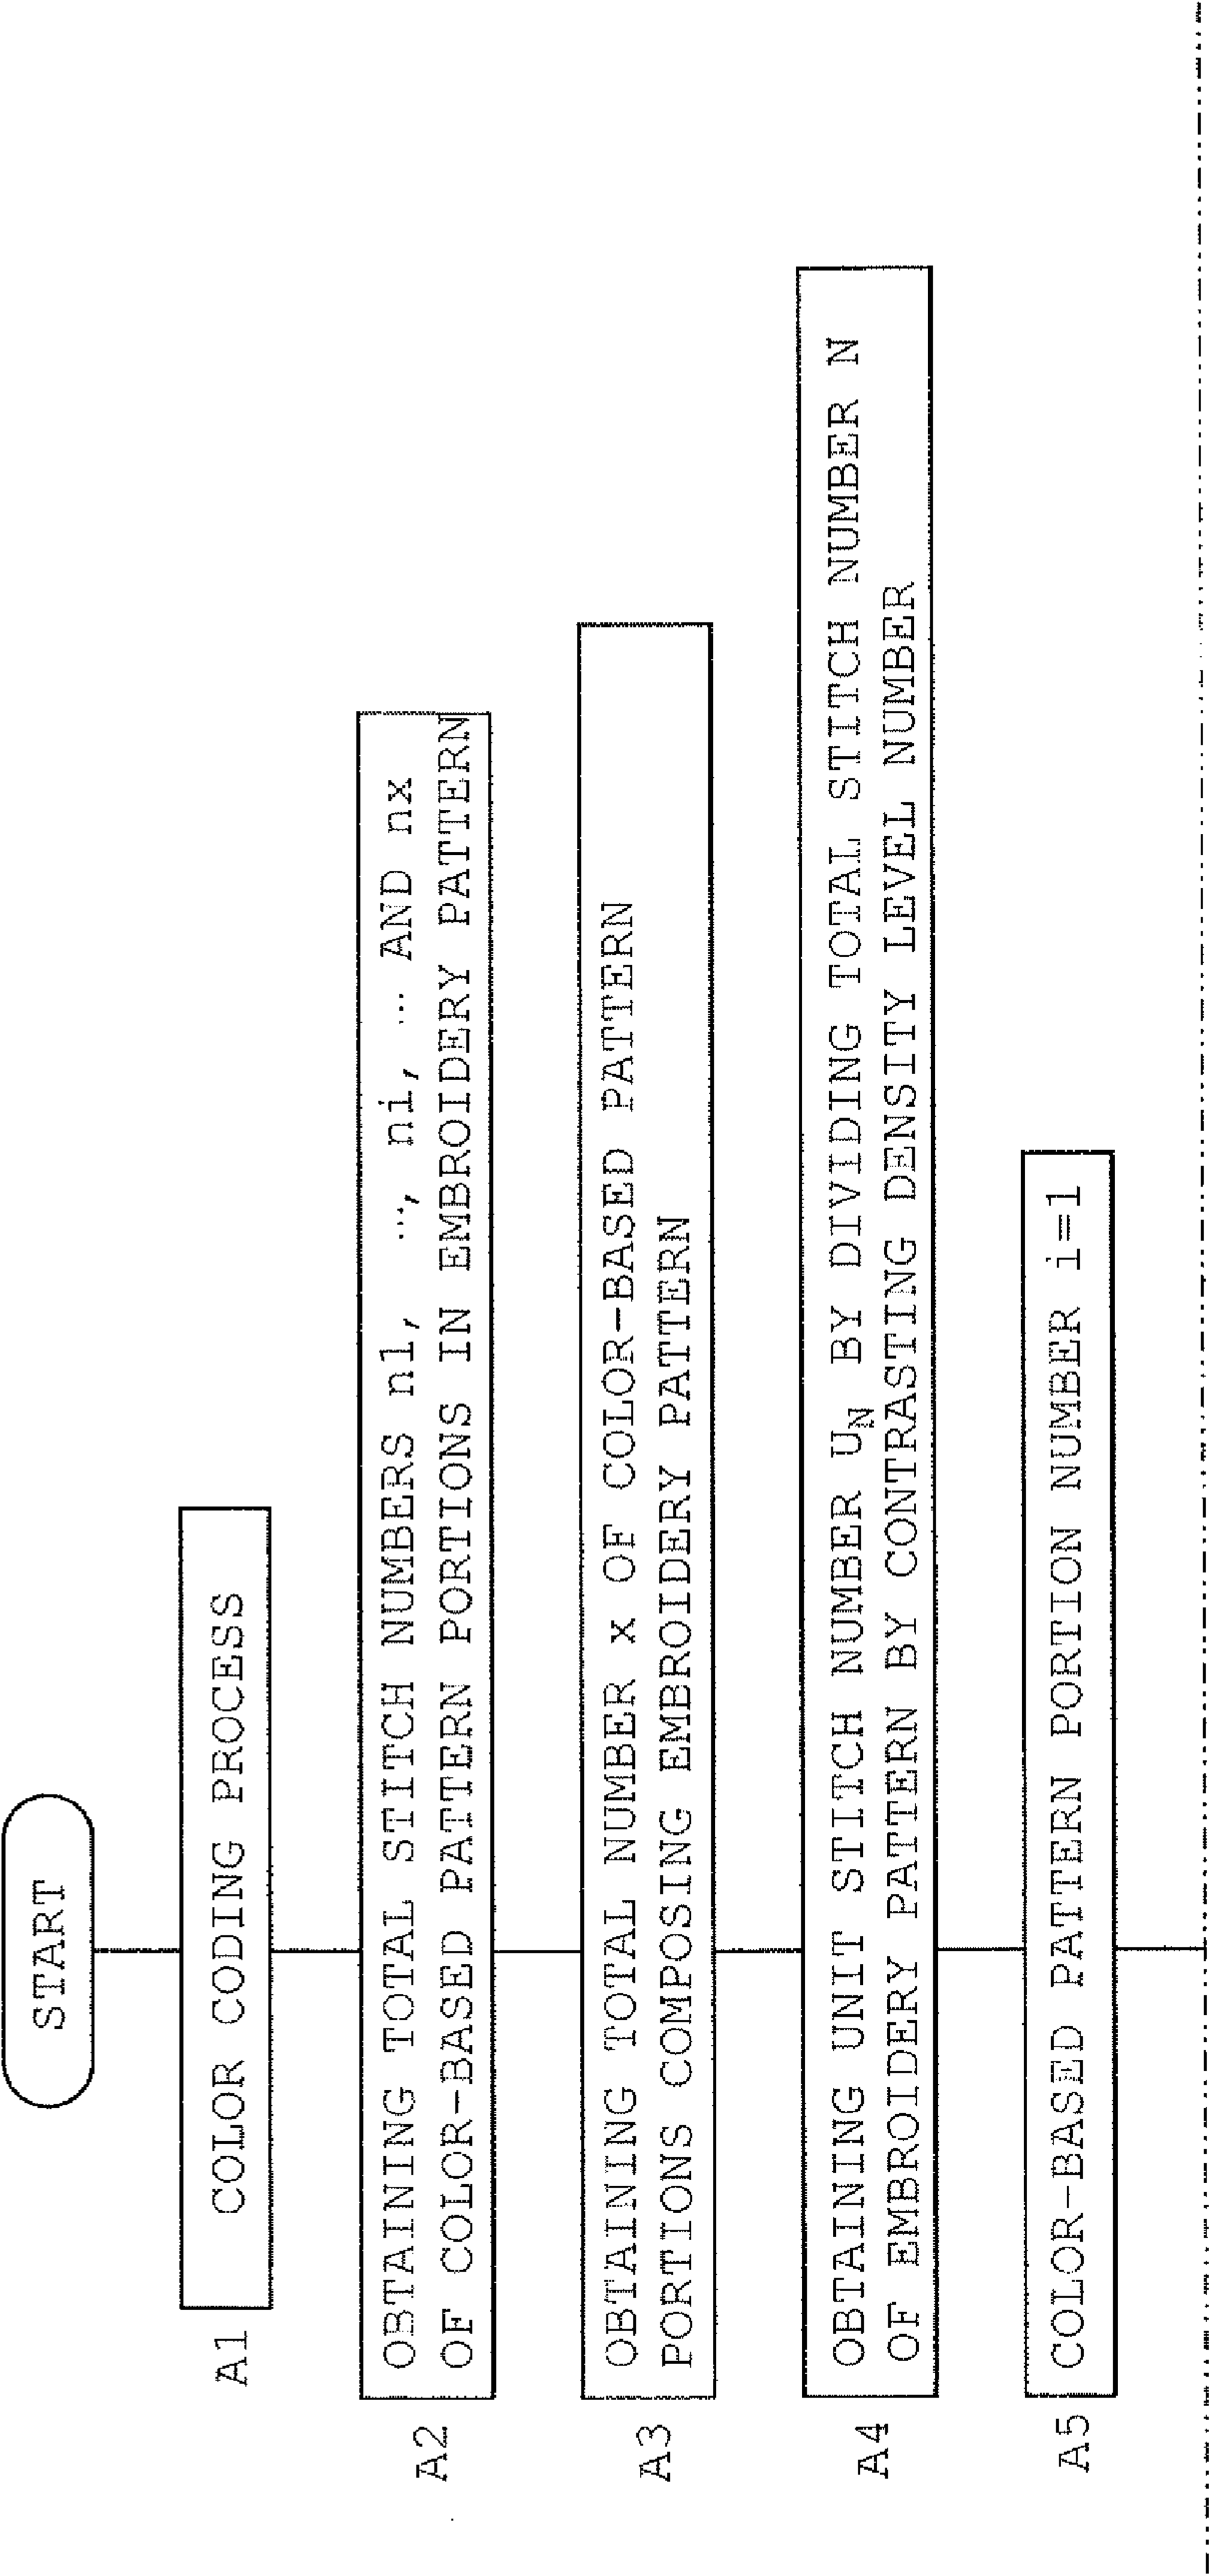 START
A1
COLOR CODING PROCESS
A2
OBTAINING TOTAL STITCH NUMBERS n1, …, ni, … AND nx
OF COLOR-BASED PATTERN PORTIONS IN EMBROIDERY PATTERN
A3
OBTAINING TOTAL NUMBER x OF COLOR-BASED PATTERN
PORTIONS COMPOSING EMBROIDERY PATTERN
A4
OBTAINING UNIT STITCH NUMBER U_N BY DIVIDING TOTAL STITCH NUMBER N
OF EMBROIDERY PATTERN BY CONTRASTING DENSITY LEVEL NUMBER
A5
COLOR-BASED PATTERN PORTION NUMBER i=1